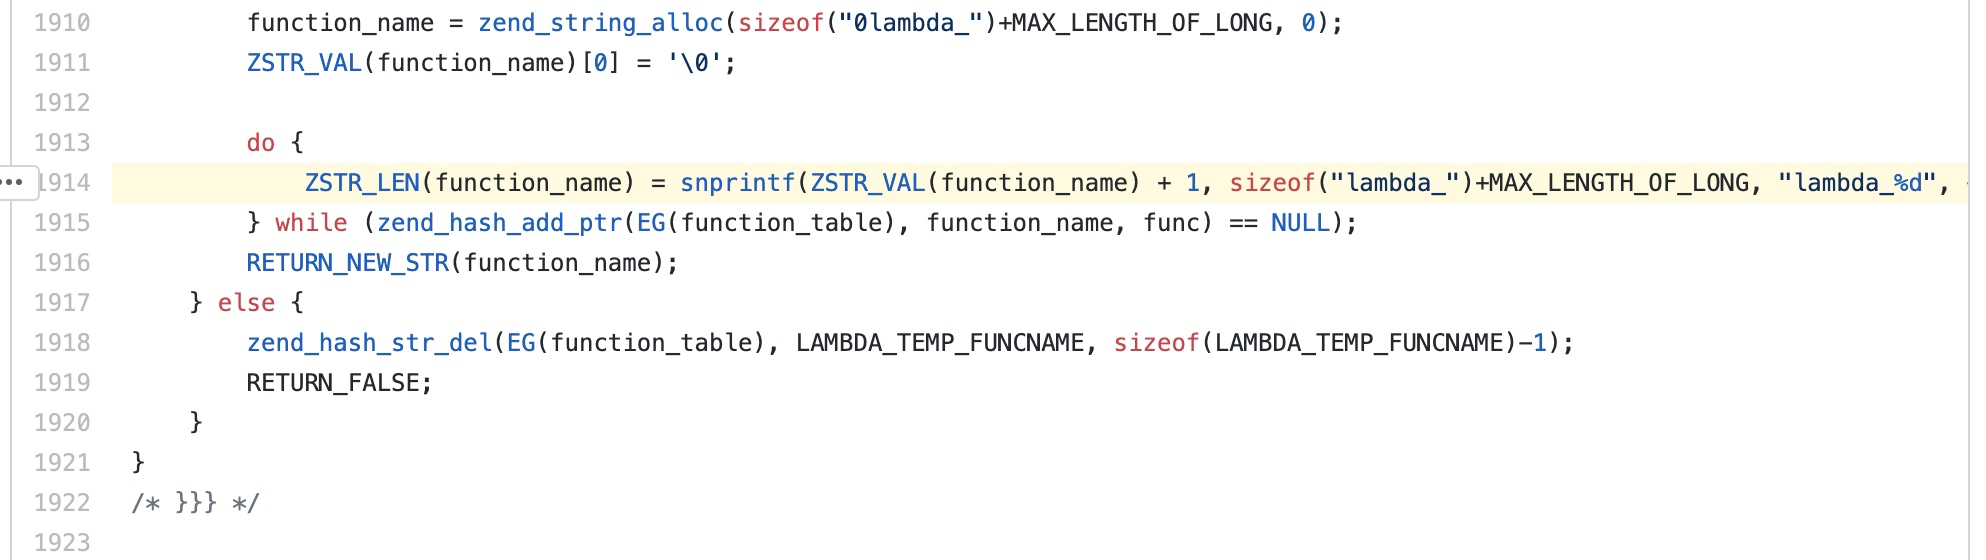 1910 function_name = zend_string_alloc(sizeof("0lambda_")+MAX_LENGTH_OF_LONG, 0);
1911 ZSTR_VAL(function_name)[0] = '\0';
1912
1913 do {
••• 1914 ZSTR_LEN(function_name) = snprintf(ZSTR_VAL(function_name) + 1, sizeof("lambda_")+MAX_LENGTH_OF_LONG, "lambda_%d",
1915 } while (zend_hash_add_ptr(EG(function_table), function_name, func) == NULL);
1916 RETURN_NEW_STR(function_name);
1917 } else {
1918 zend_hash_str_del(EG(function_table), LAMBDA_TEMP_FUNCNAME, sizeof(LAMBDA_TEMP_FUNCNAME)-1);
1919 RETURN_FALSE;
1920 }
1921 }
1922 /* }}} */
1923